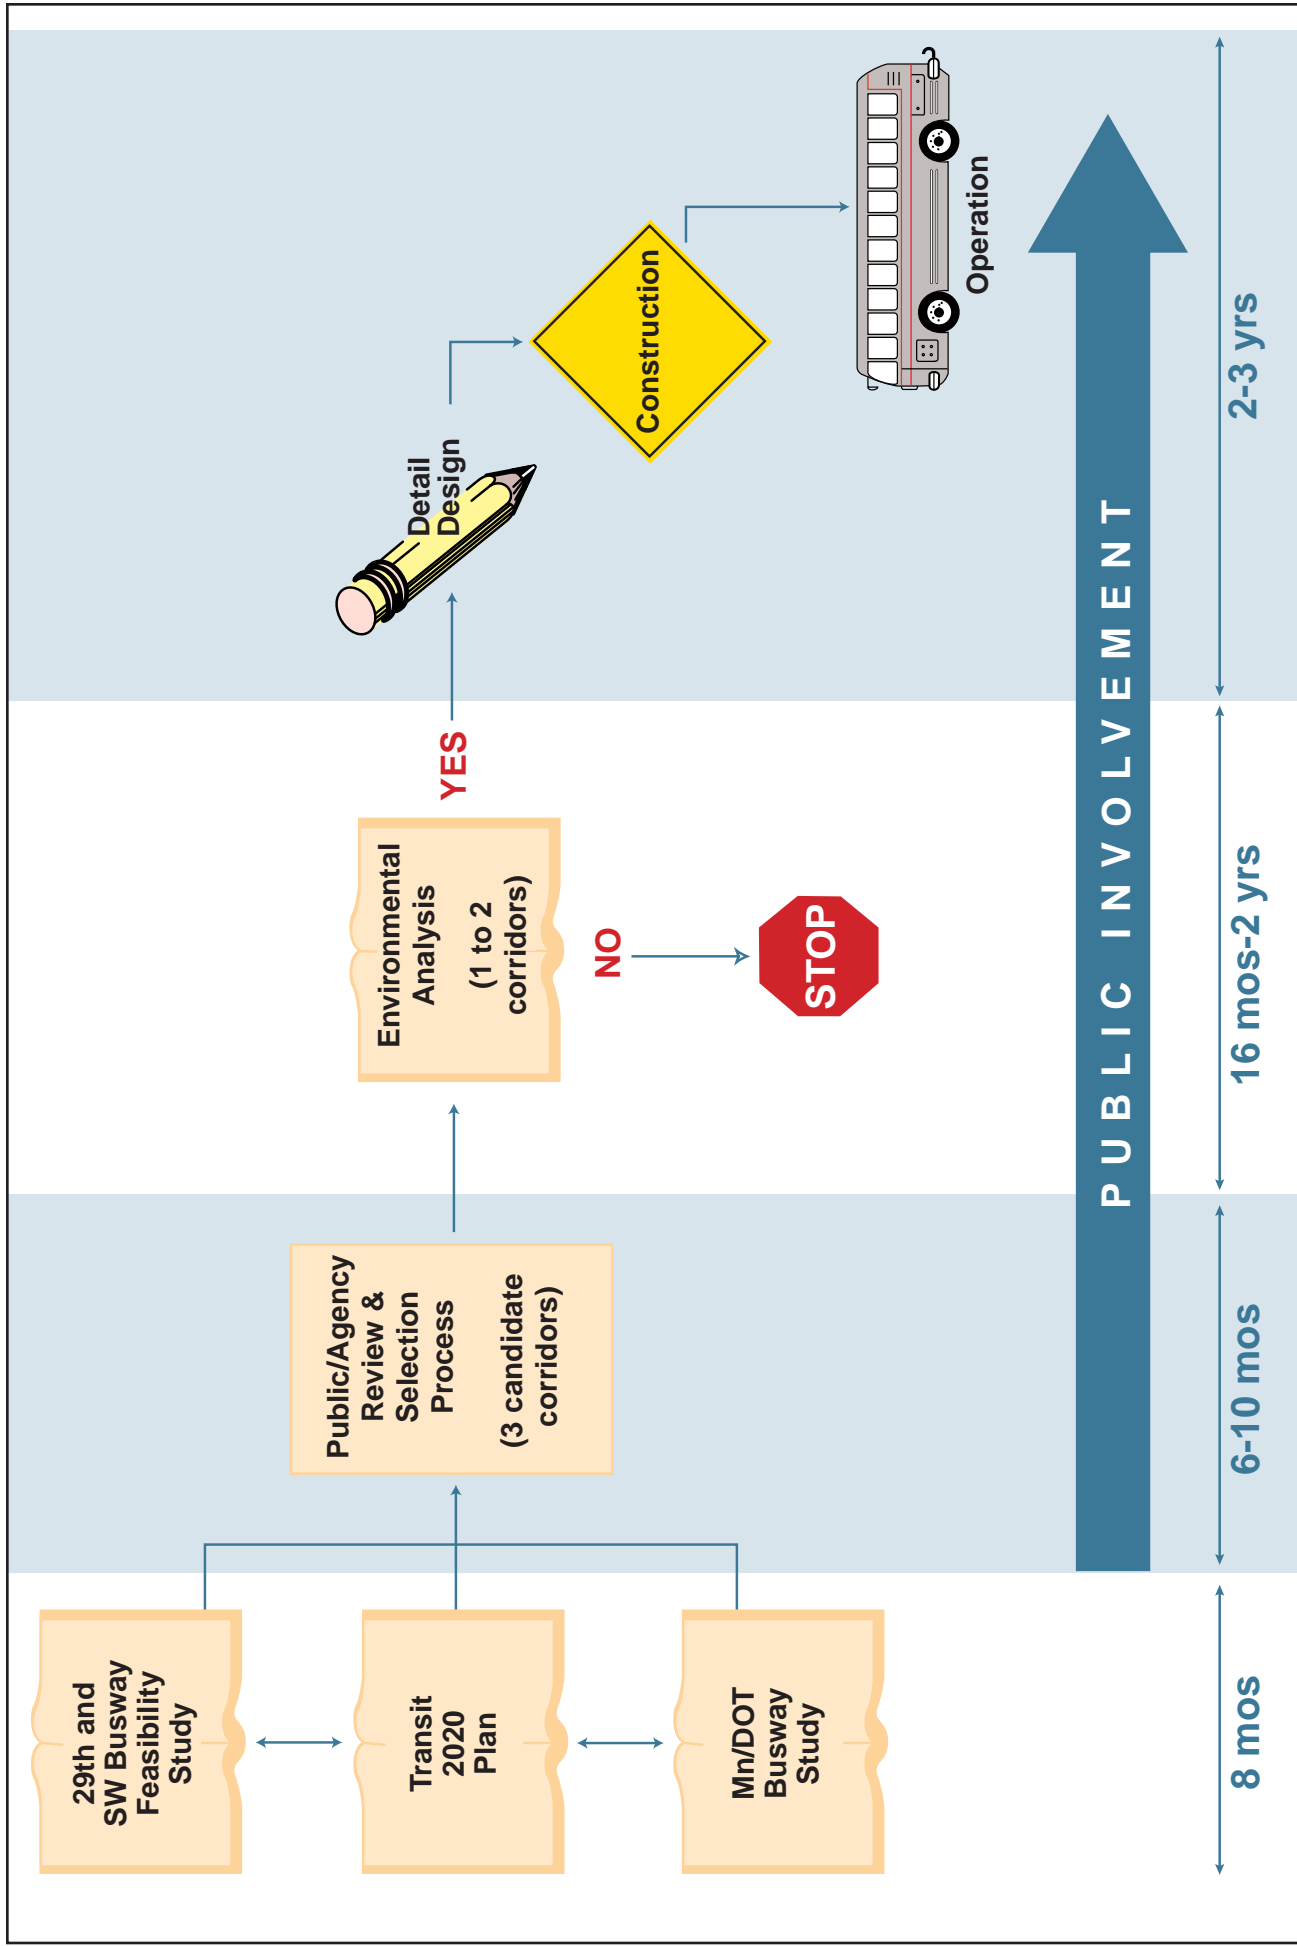 29th and
SW Busway
Feasibility
Study
Transit
2020
Plan
Mn/DOT
Busway
Study
Public/Agency
Review &
Selection
Process
(3 candidate
corridors)
Environmental
Analysis
(1 to 2
corridors)
YES
NO
STOP
Detail
Design
Construction
Operation
PUBLIC INVOLVEMENT
8 mos
6-10 mos
16 mos-2 yrs
2-3 yrs